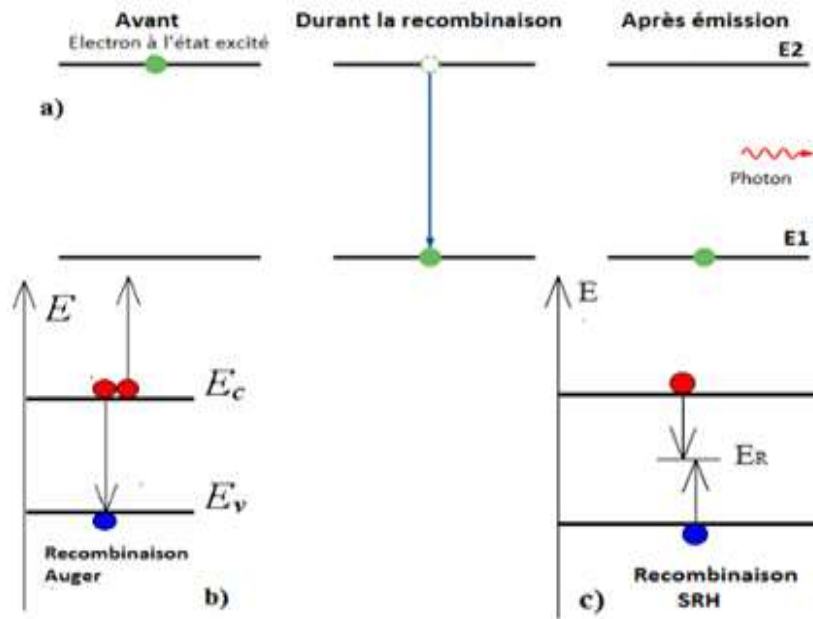 Avant
Electron à l'état excité
Durant la recombinaison
Après émission
E2
a)
Photon
E1
E
Ec
Ev
Recombinaison
Auger
b)
E
ER
c)
Recombinaison
SRH